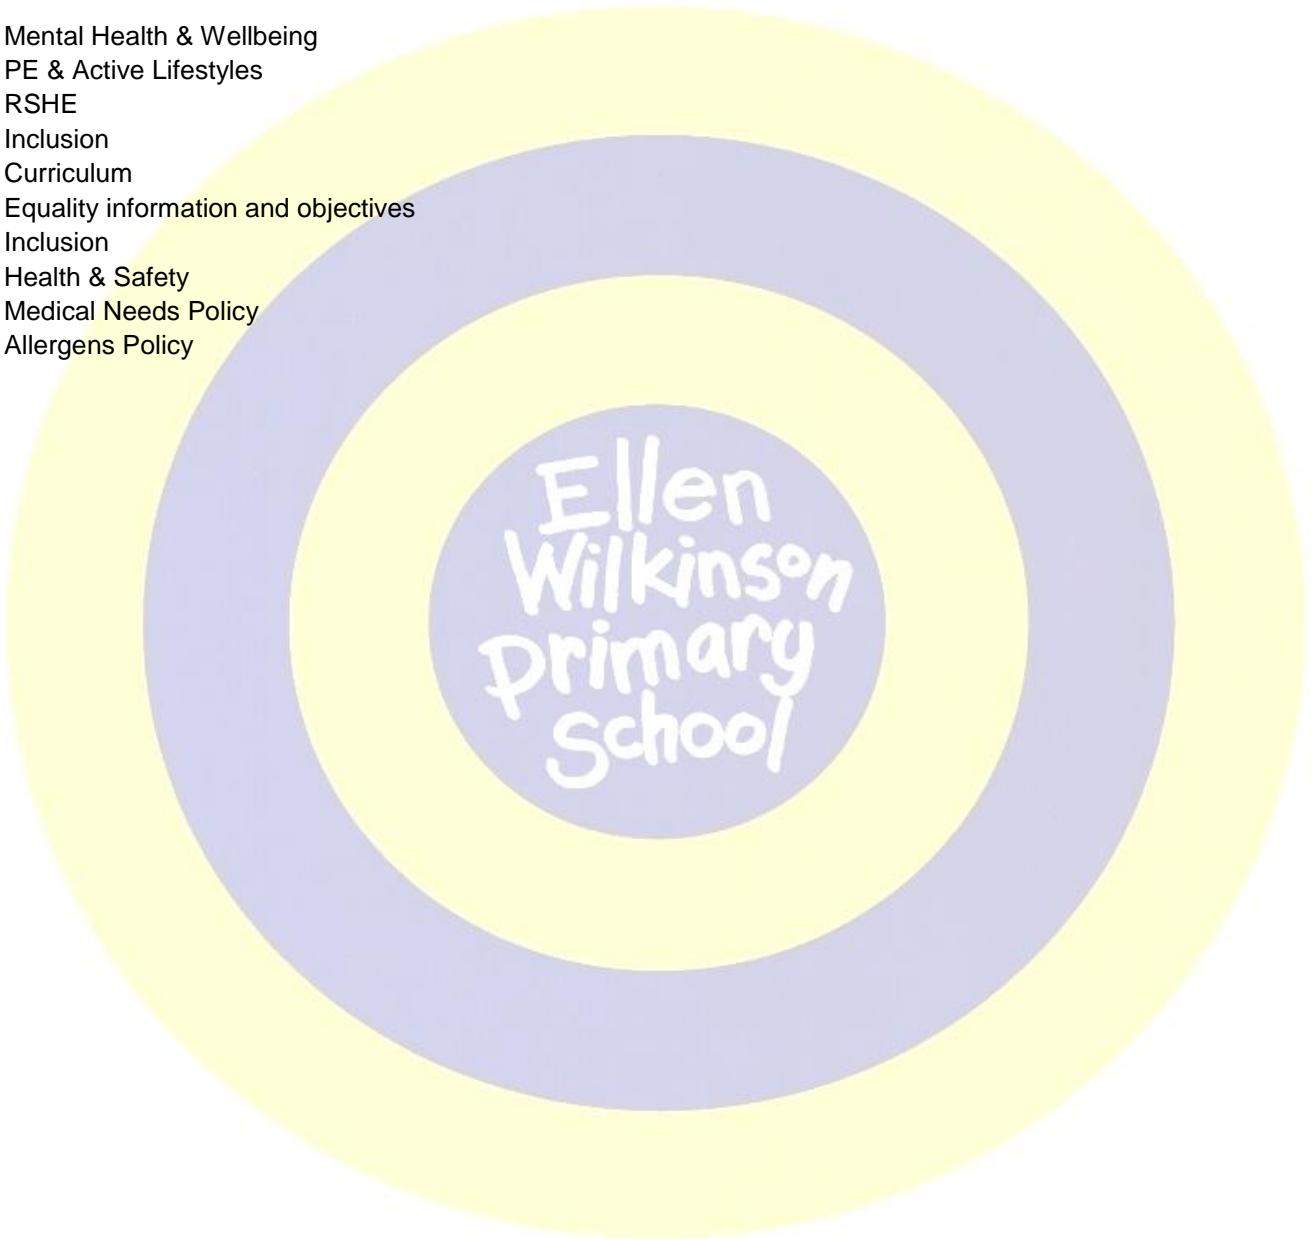 Mental Health & Wellbeing
PE & Active Lifestyles
RSHE
Inclusion
Curriculum
Equality information and objectives
Inclusion
Health & Safety
Medical Needs Policy
Allergens Policy
Ellen
Wilkinson
primary
School